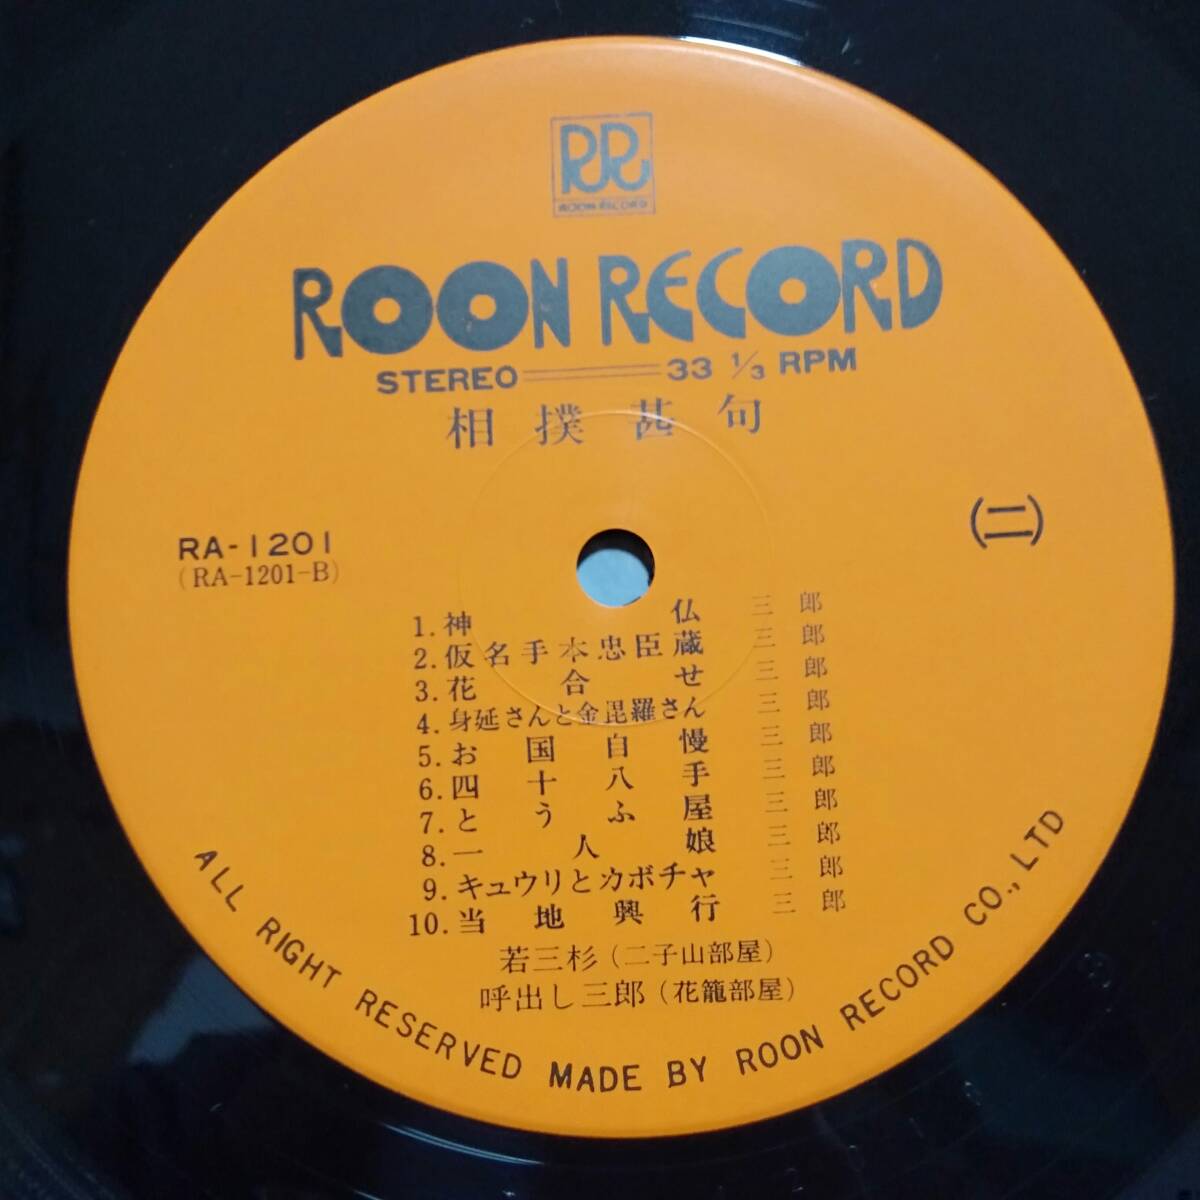 RR
ROON RECORD
ROON RECORD
STEREO 33 1/3 RPM
相撲甚句
RA-1201
(RA-1201-B)
(二)
1. 神仏 三郎
2. 仮名手本忠臣蔵 三郎
3. 花合せ 三郎
4. 身延さんと金毘羅さん 三郎
5. お国自慢 三郎
6. 四十八手 三郎
7. とうふ屋 三郎
8. 一人娘 三郎
9. キュウリとカボチャ 三郎
10. 当地興行 三郎
若三杉(二子山部屋)
呼出し三郎(花籠部屋)
ALL RIGHT RESERVED MADE BY ROON RECORD CO., LTD